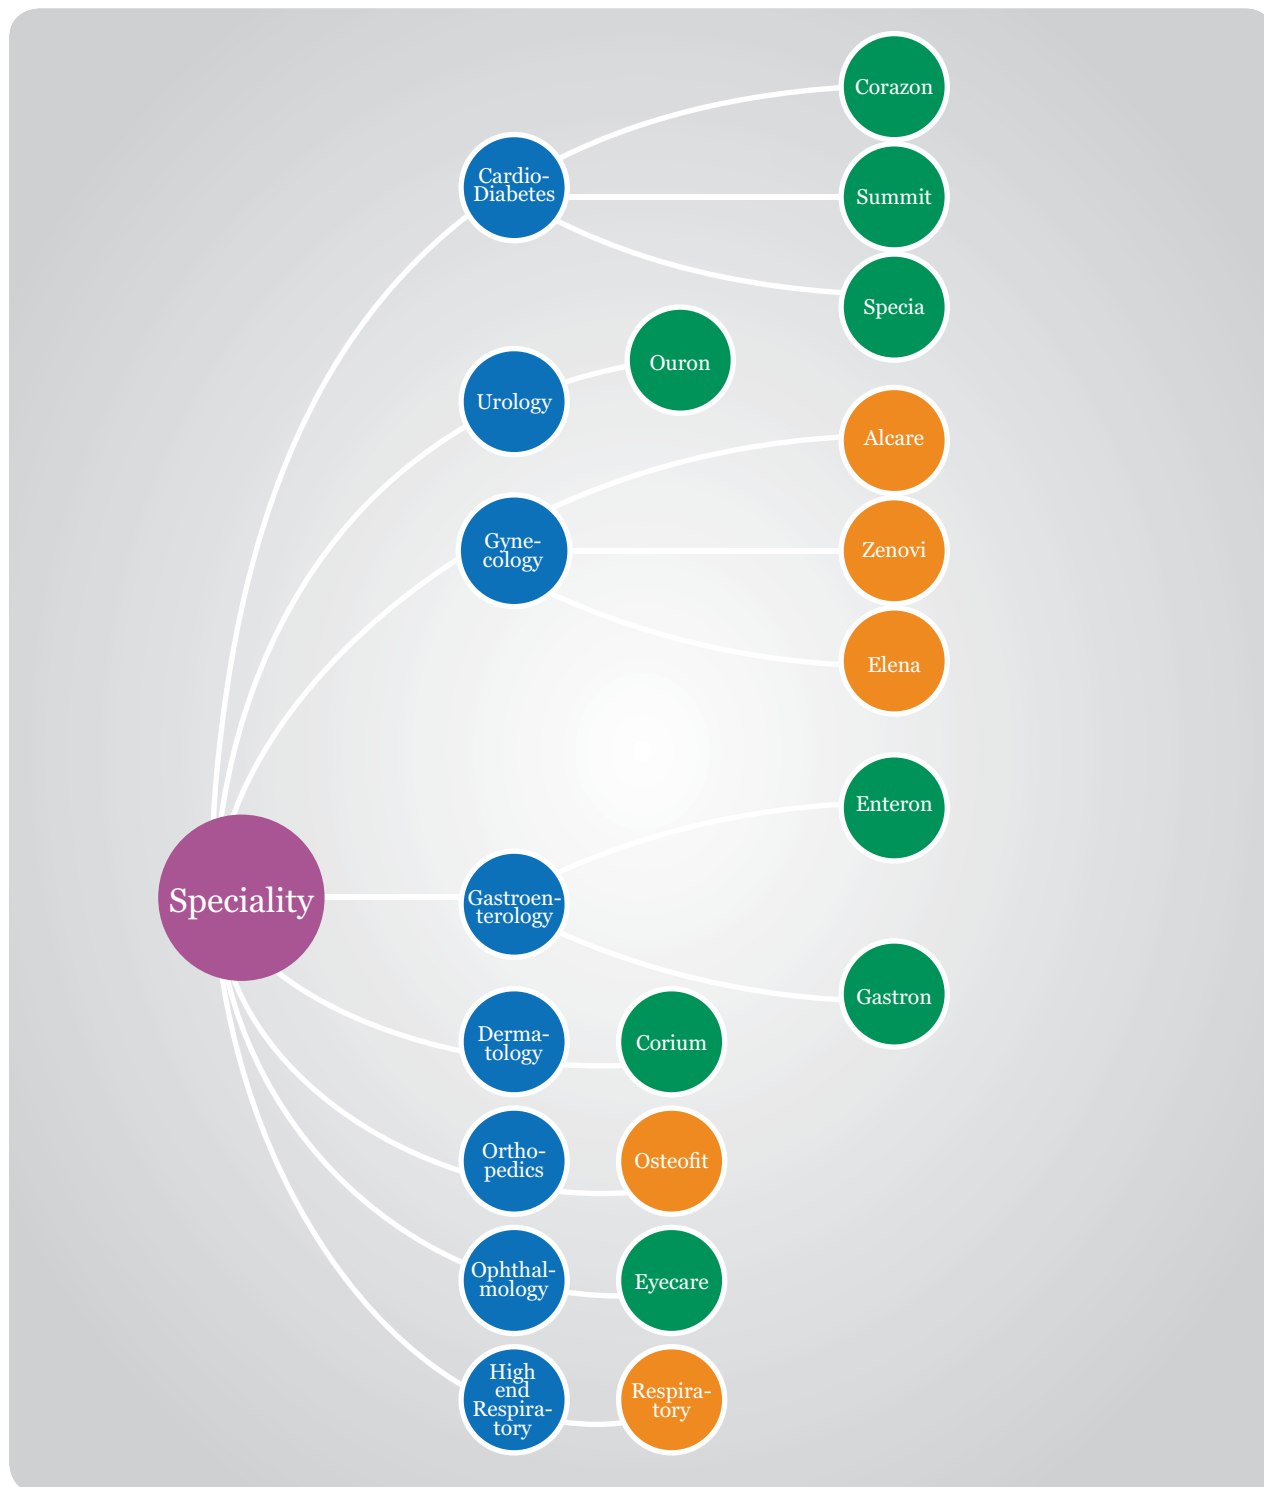 Corazon
Cardio-
Diabetes
Summit
Specia
Ouron
Urology
Alcare
Gyne-
cology
Zenovi
Elena
Enteron
Speciality
Gastroen-
terology
Gastron
Derma-
tology
Corium
Ortho-
pedics
Osteofit
Ophthal-
mology
Eyecare
High
end
Respira-
tory
Respira-
tory